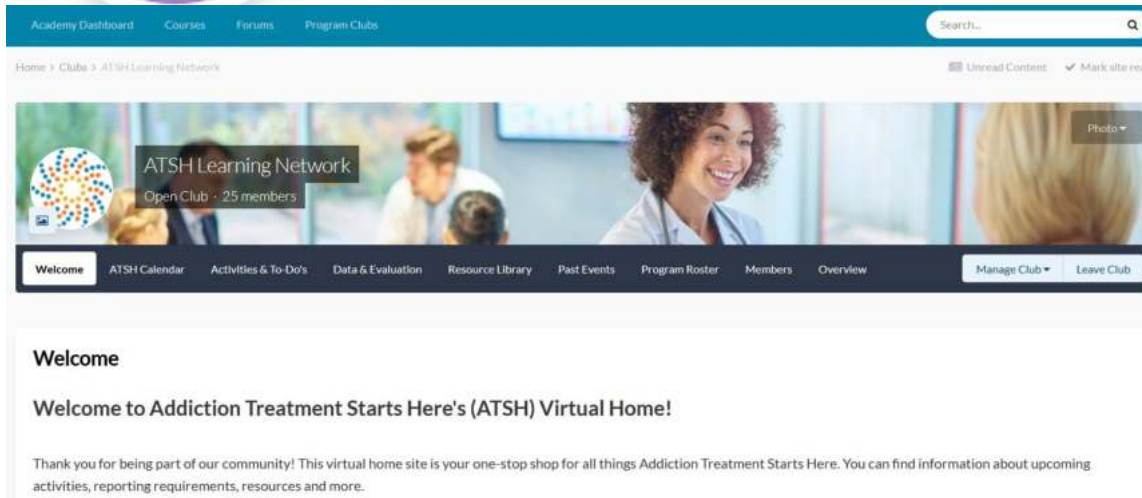 Academy Dashboard Courses Forums Program Clubs Search...
Home > Clubs > ATSH Learning Network Unread Content Mark site rea
Photo
ATSH Learning Network
Open Club · 25 members
Welcome ATSH Calendar Activities & To-Do's Data & Evaluation Resource Library Past Events Program Roster Members Overview Manage Club Leave Club
Welcome
Welcome to Addiction Treatment Starts Here's (ATSH) Virtual Home!
Thank you for being part of our community! This virtual home site is your one-stop shop for all things Addiction Treatment Starts Here. You can find information about upcoming
activities, reporting requirements, resources and more.